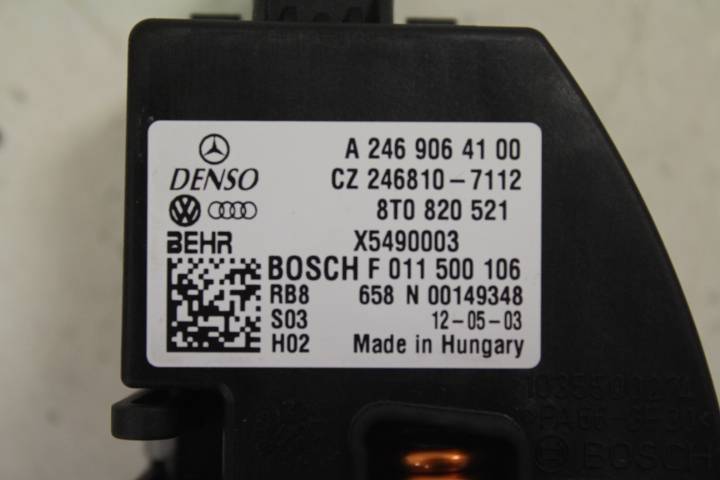 A 246 906 41 00
DENSO CZ 246810-7112
8T0 820 521
BEHR X5490003
BOSCH F 011 500 106
RB8 658 N 00149348
S03 12-05-03
H02 Made in Hungary
BOSCH